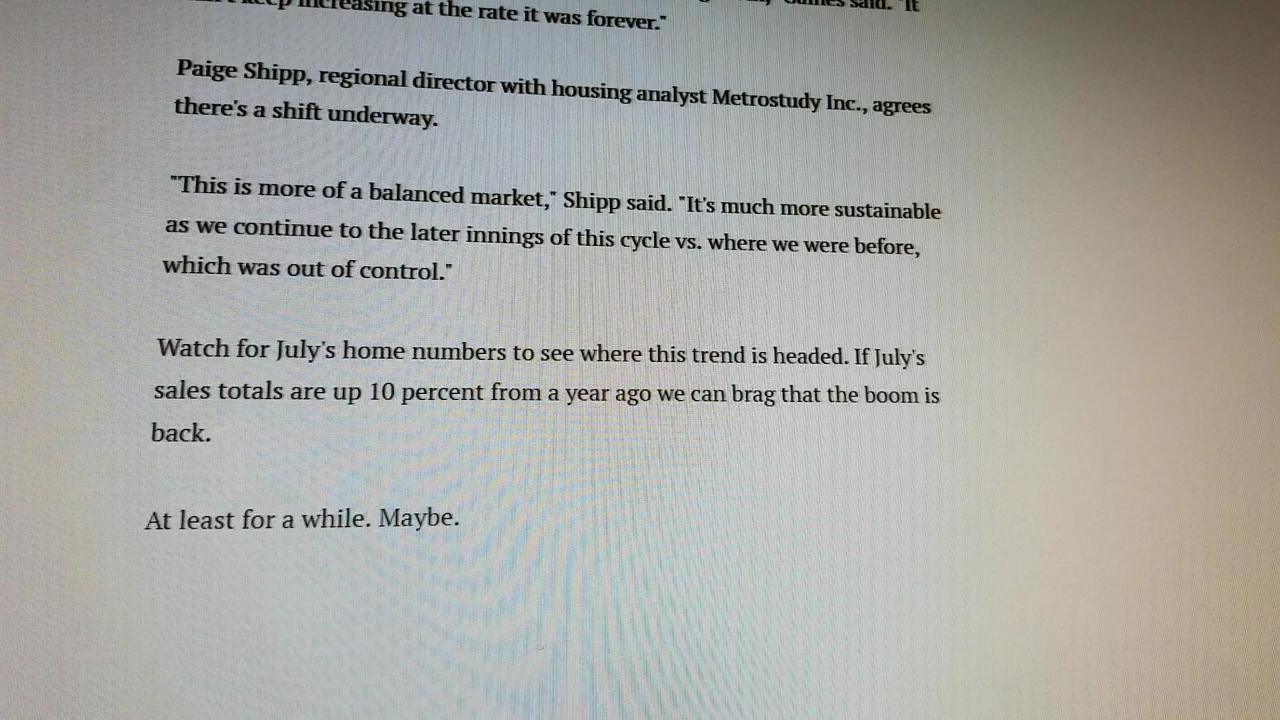 keep increasing at the rate it was forever."
Paige Shipp, regional director with housing analyst Metrostudy Inc., agrees
there's a shift underway.
"This is more of a balanced market," Shipp said. "It's much more sustainable
as we continue to the later innings of this cycle vs. where we were before,
which was out of control."
Watch for July's home numbers to see where this trend is headed. If July's
sales totals are up 10 percent from a year ago we can brag that the boom is
back.
At least for a while. Maybe.